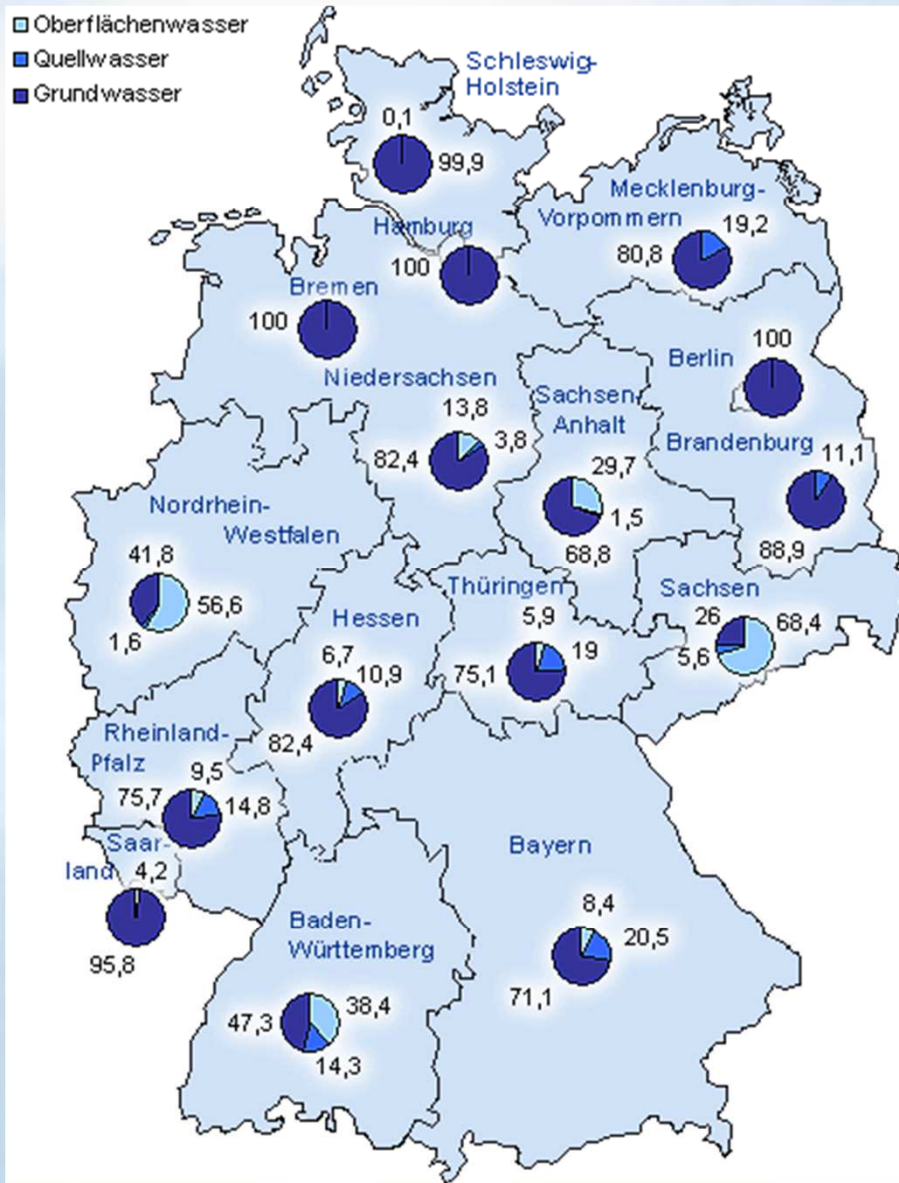 Oberflächenwasser
Quellwasser
Grundwasser
Schleswig-
Holstein
0,1
99,9
Mecklenburg-
Vorpommern
19,2
80,8
Hamburg
100
Bremen
100
Berlin
100
Niedersachsen
13,8
3,8
82,4
Sachsen-
Anhalt
29,7
1,5
68,8
Brandenburg
11,1
88,9
Nordrhein-
Westfalen
41,8
56,6
1,6
Hessen
6,7
10,9
82,4
Thüringen
5,9
19
75,1
Sachsen
26
68,4
5,6
Rheinland-
Pfalz
9,5
75,7
14,8
Saar-
land
4,2
95,8
Bayern
8,4
20,5
71,1
Baden-
Württemberg
38,4
47,3
14,3